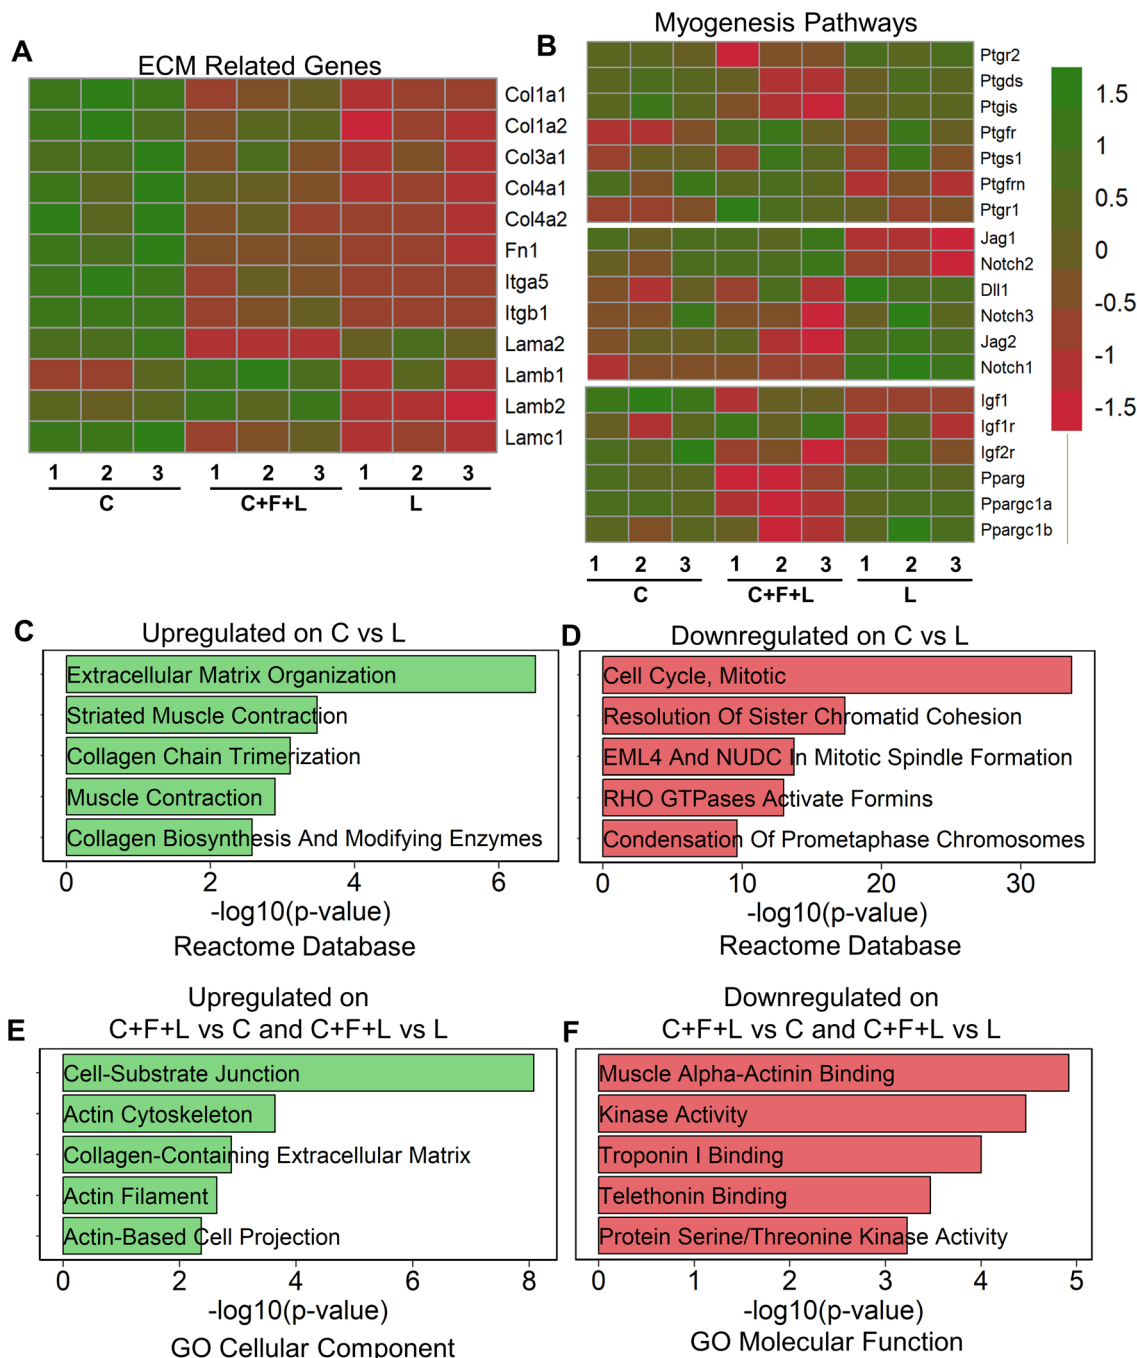 A
ECM Related Genes
Col1a1
Col1a2
Col3a1
Col4a1
Col4a2
Fn1
Itga5
Itgb1
Lama2
Lamb1
Lamb2
Lamc1
1 2 3 1 2 3 1 2 3
C C+F+L L
B
Myogenesis Pathways
Ptgr2
Ptgds
Ptgis
Ptgfr
Ptgs1
Ptgfrn
Ptgr1
Jag1
Notch2
Dll1
Notch3
Jag2
Notch1
Igf1
Igf1r
Igf2r
Pparg
Ppargc1a
Ppargc1b
1 2 3 1 2 3 1 2 3
C C+F+L L
1.5
1
0.5
0
-0.5
-1
-1.5
C
Upregulated on C vs L
Extracellular Matrix Organization
Striated Muscle Contraction
Collagen Chain Trimerization
Muscle Contraction
Collagen Biosynthesis And Modifying Enzymes
0 2 4 6
-log10(p-value)
Reactome Database
D
Downregulated on C vs L
Cell Cycle, Mitotic
Resolution Of Sister Chromatid Cohesion
EML4 And NUDC In Mitotic Spindle Formation
RHO GTPases Activate Formins
Condensation Of Prometaphase Chromosomes
0 10 20 30
-log10(p-value)
Reactome Database
E
Upregulated on
C+F+L vs C and C+F+L vs L
Cell-Substrate Junction
Actin Cytoskeleton
Collagen-Containing Extracellular Matrix
Actin Filament
Actin-Based Cell Projection
0 2 4 6 8
-log10(p-value)
GO Cellular Component
F
Downregulated on
C+F+L vs C and C+F+L vs L
Muscle Alpha-Actinin Binding
Kinase Activity
Troponin I Binding
Telethonin Binding
Protein Serine/Threonine Kinase Activity
0 1 2 3 4 5
-log10(p-value)
GO Molecular Function